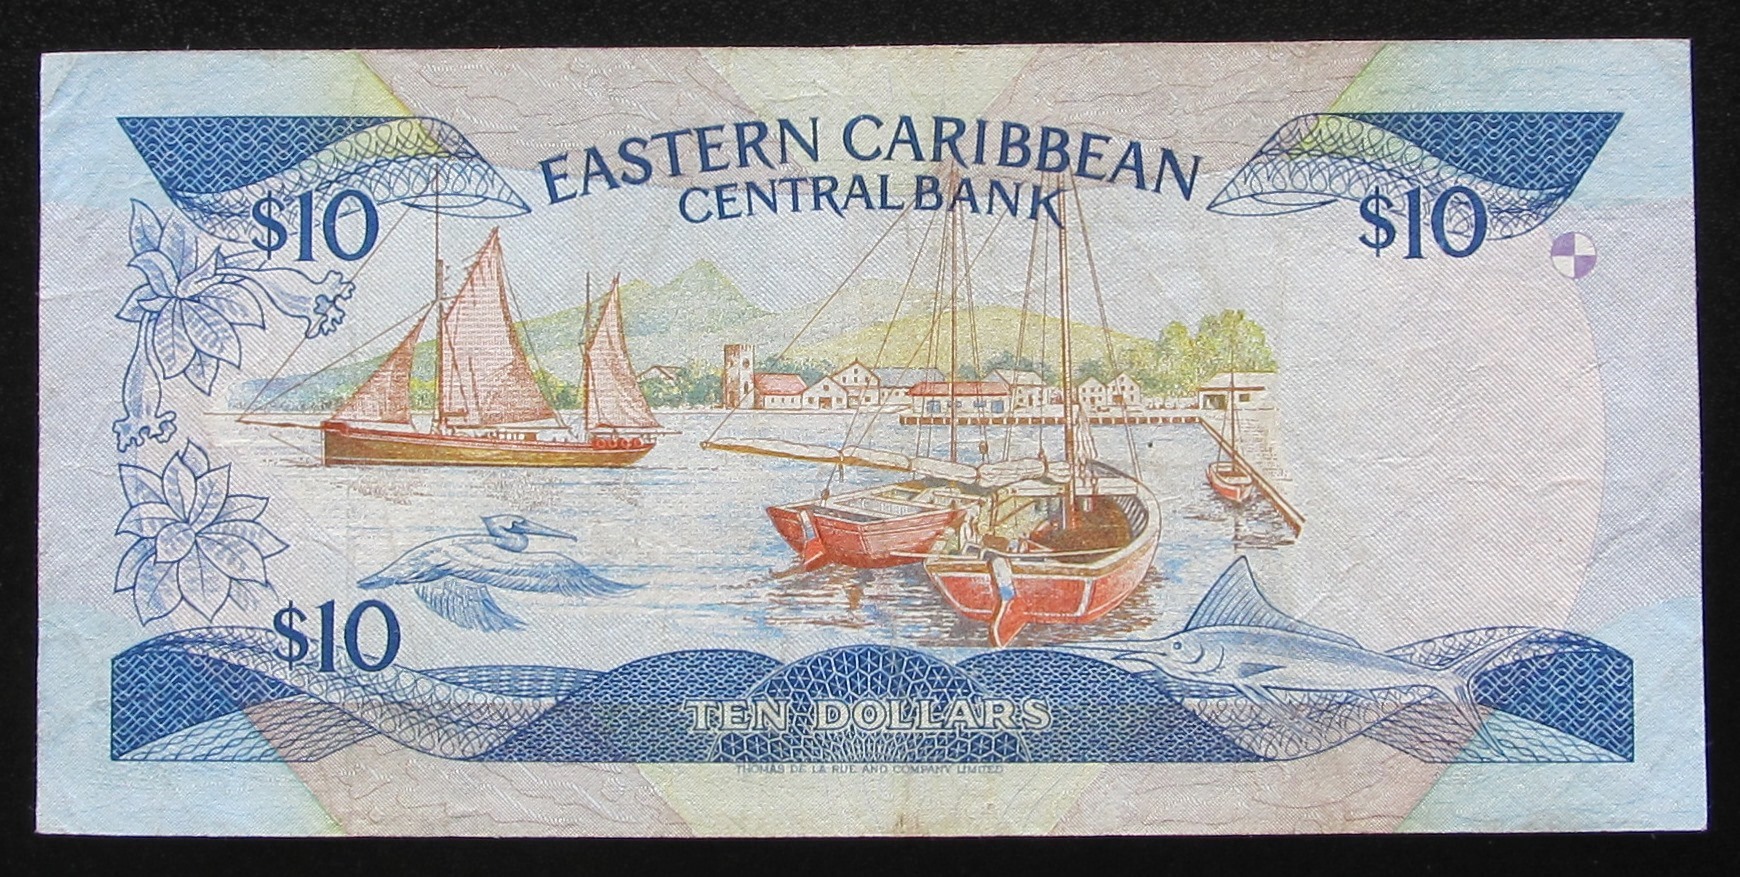 EASTERN CARIBBEAN
CENTRAL BANK
$10
$10
$10
TEN DOLLARS
THOMAS DE LA RUE AND COMPANY LIMITED